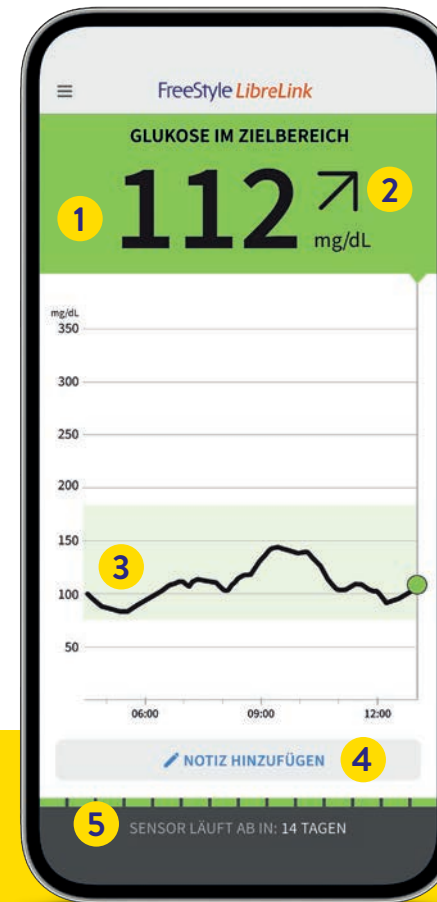 FreeStyle LibreLink
GLUKOSE IM ZIELBEREICH
1
112
2
mg/dL
mg/dL
350
300
250
200
150
3
100
50
06:00 09:00 12:00
NOTIZ HINZUFÜGEN
4
5
SENSOR LÄUFT AB IN: 14 TAGEN